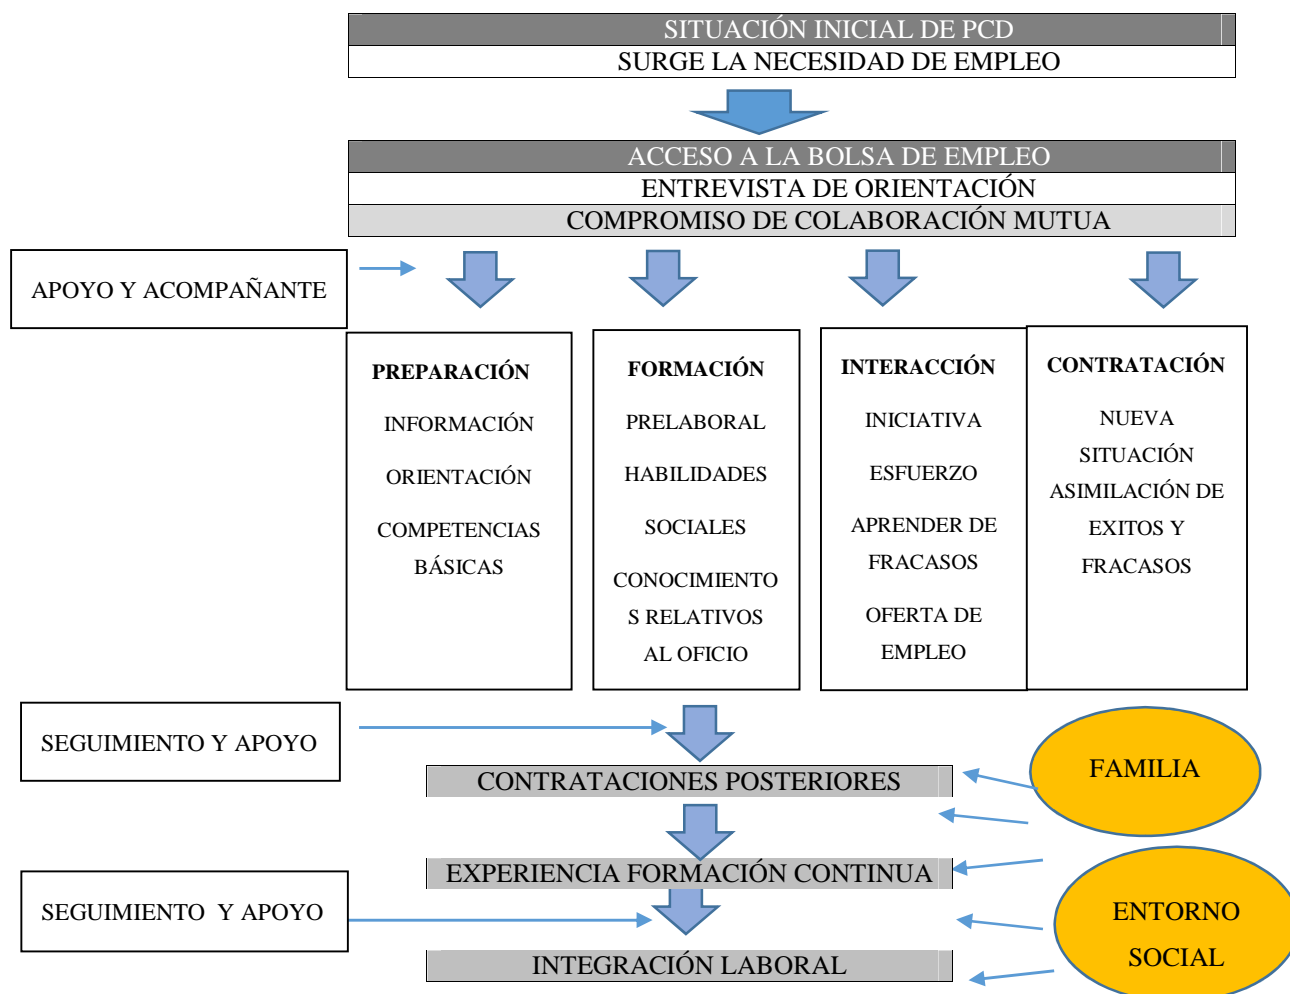 SITUACIÓN INICIAL DE PCD
SURGE LA NECESIDAD DE EMPLEO
ACCESO A LA BOLSA DE EMPLEO
ENTREVISTA DE ORIENTACIÓN
COMPROMISO DE COLABORACIÓN MUTUA
APOYO Y ACOMPAÑANTE
PREPARACIÓN
INFORMACIÓN
ORIENTACIÓN
COMPETENCIAS
BÁSICAS
FORMACIÓN
PRELABORAL
HABILIDADES
SOCIALES
CONOCIMIENTO
S RELATIVOS
AL OFICIO
INTERACCIÓN
INICIATIVA
ESFUERZO
APRENDER DE
FRACASOS
OFERTA DE
EMPLEO
CONTRATACIÓN
NUEVA
SITUACIÓN
ASIMILACIÓN DE
EXITOS Y
FRACASOS
SEGUIMIENTO Y APOYO
CONTRATACIONES POSTERIORES
FAMILIA
EXPERIENCIA FORMACIÓN CONTINUA
SEGUIMIENTO  Y APOYO
ENTORNO
SOCIAL
INTEGRACIÓN LABORAL